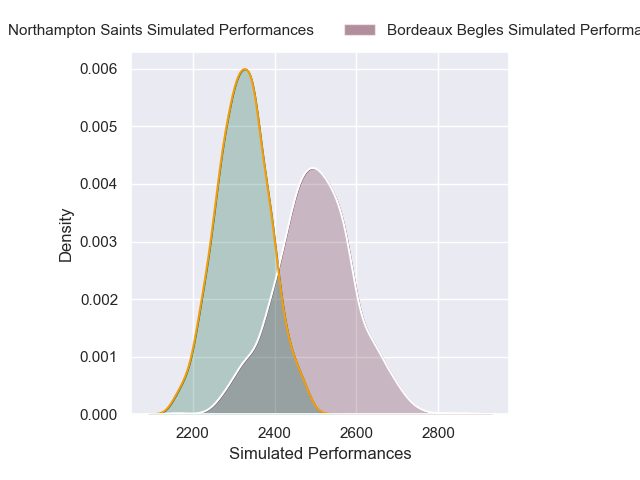 Northampton Saints Simulated Performances
Bordeaux Begles Simulated Performa
0.006
0.005
0.004
0.003
0.002
0.001
0.000
Density
2200 2400 2600 2800
Simulated Performances